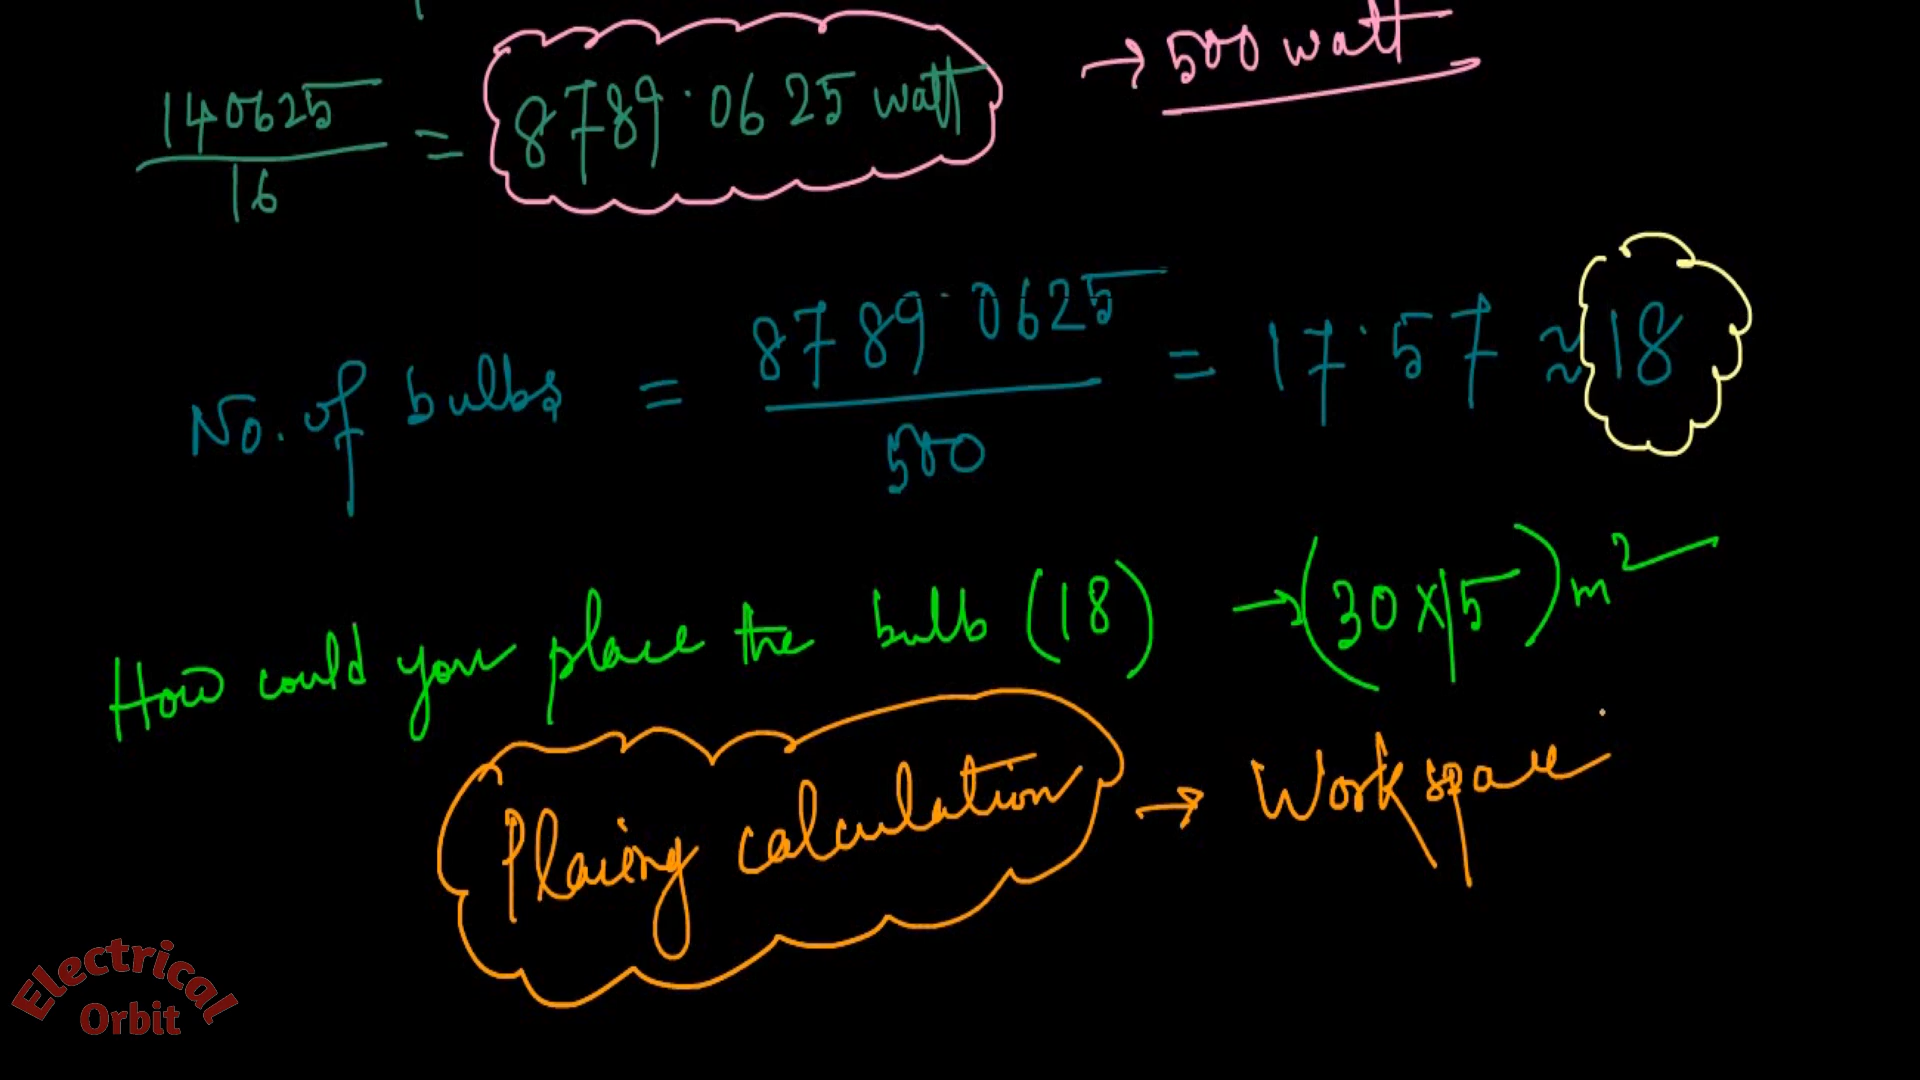 140625/16 = 8789.0625 watt → 500 watt
No. of bulbs = 8789.0625/500 = 17.57 ≈ 18
How could you place the bulb (18) → (30×15) m²
Placing calculation → Workspace
Electrical
Orbit